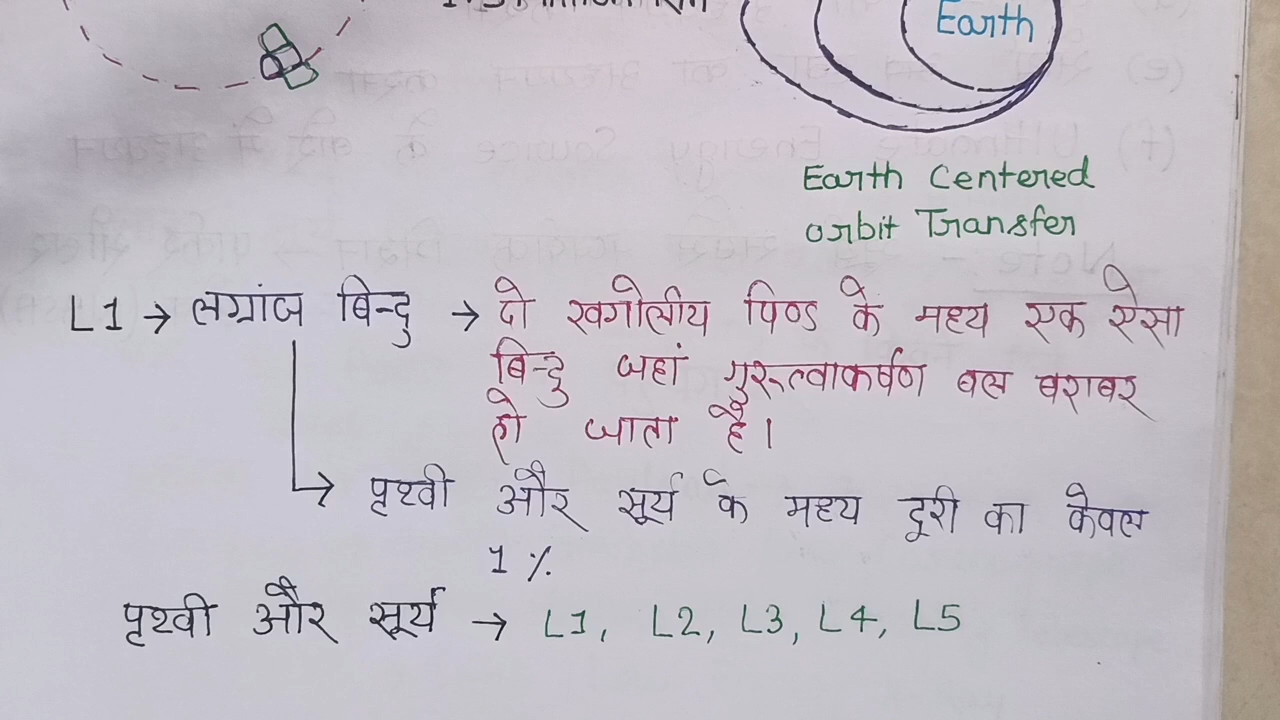 Earth
Earth Centered
orbit Transfer
L1 → लग्रांज बिन्दु → दो खगोलीय पिण्ड के मध्य एक ऐसा
बिन्दु जहां गुरुत्वाकर्षण बल बराबर
हो जाता है।
पृथ्वी और सूर्य के मध्य दूरी का केवल
1 %.
पृथ्वी और सूर्य → L1, L2, L3, L4, L5